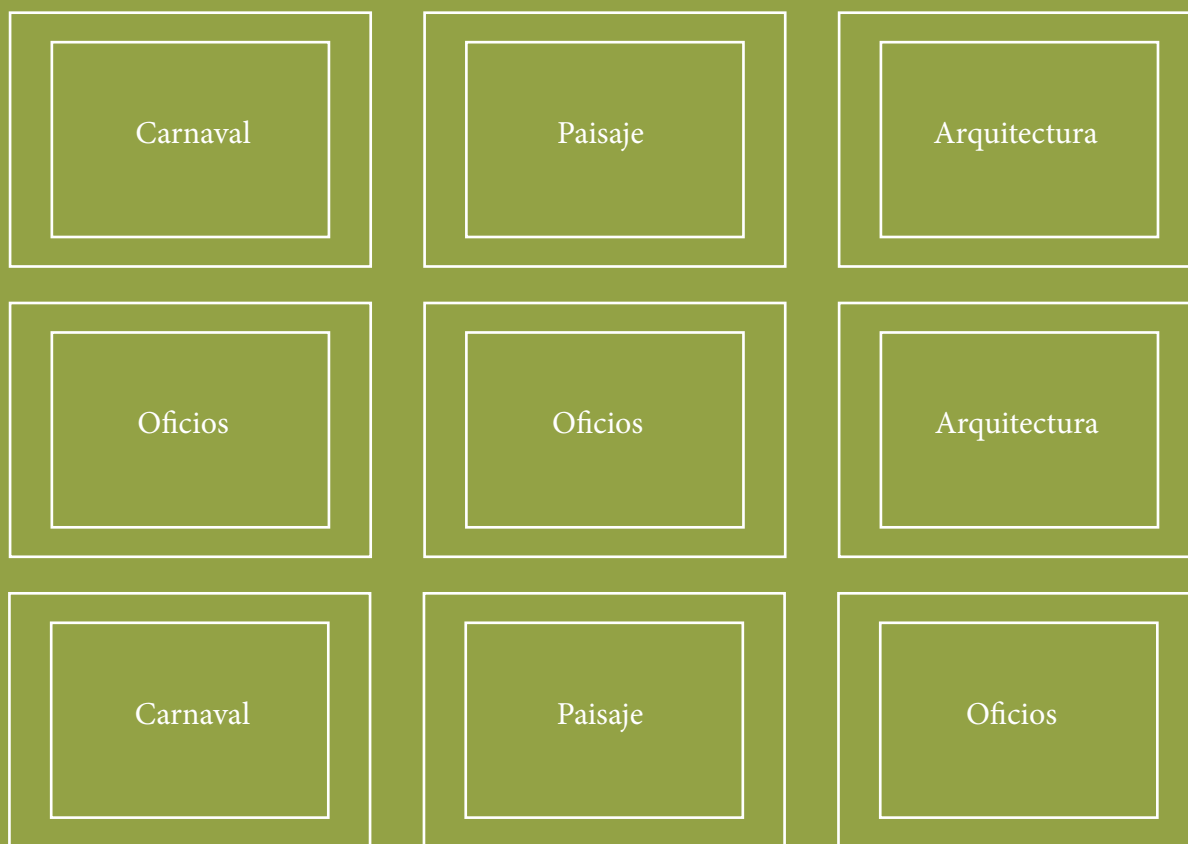 Carnaval
Paisaje
Arquitectura
Oficios
Oficios
Arquitectura
Carnaval
Paisaje
Oficios